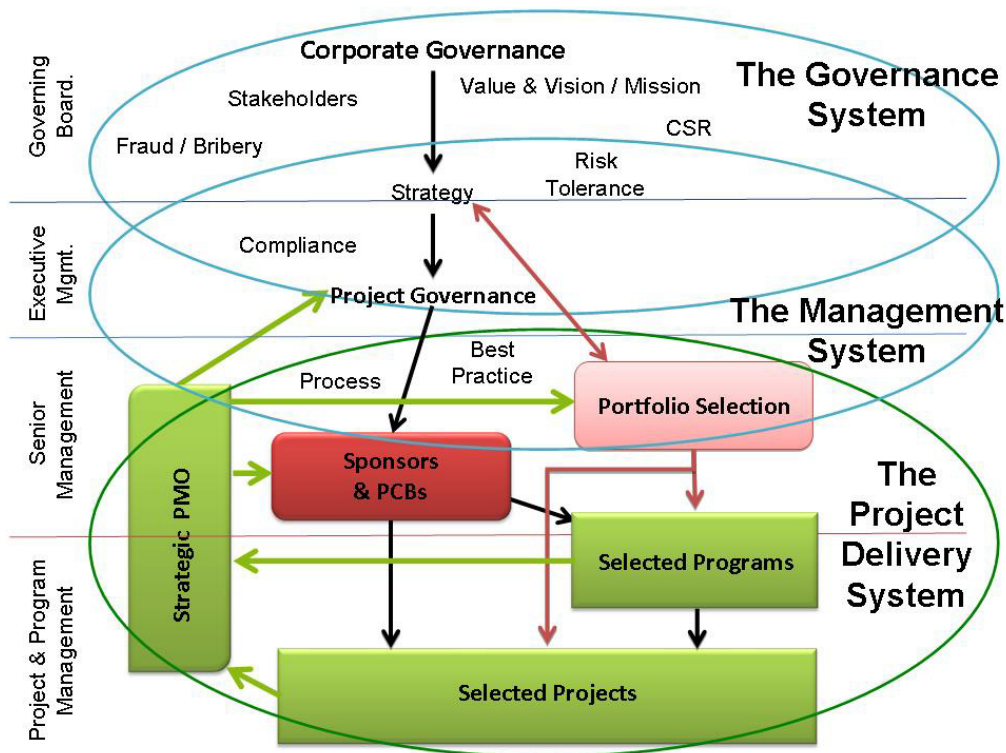 Corporate Governance
The Governance
System
Governing
Board.
Stakeholders
Value & Vision / Mission
Fraud / Bribery
CSR
Risk
Tolerance
Strategy
Executive
Mgmt.
Compliance
Project Governance
The Management
System
Senior
Management
Process
Best
Practice
Portfolio Selection
Sponsors
& PCBs
The
Project
Delivery
System
Strategic PMO
Selected Programs
Project & Program
Management
Selected Projects